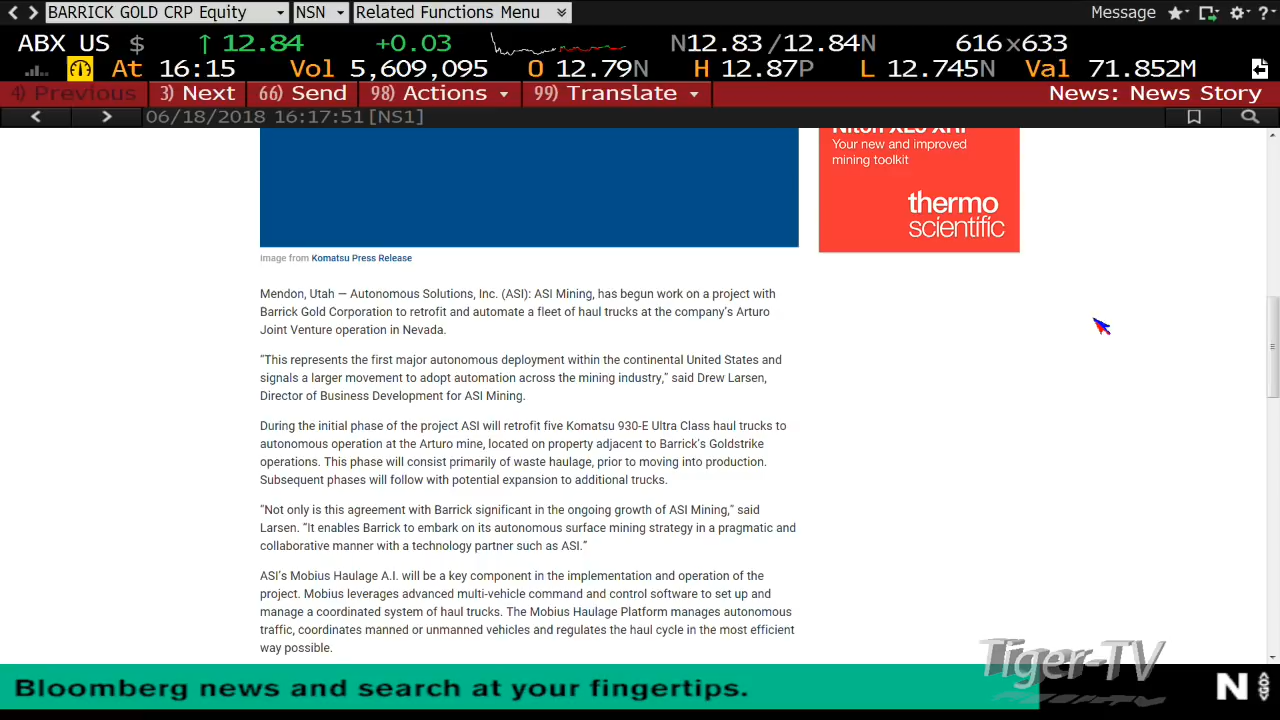 BARRICK GOLD CRP Equity NSN Related Functions Menu Message ?
ABX US $ ↑ 12.84 +0.03 N12.83 /12.84N 616x633
At 16:15 Vol 5,609,095 O 12.79N H 12.87P L 12.745N Val 71.852M
4) Previous 3) Next 66) Send 98) Actions 99) Translate News: News Story
< > 06/18/2018 16:17:51 [NS1]
Your new and improved
mining toolkit
thermo
scientific
Image from Komatsu Press Release
Mendon, Utah — Autonomous Solutions, Inc. (ASI): ASI Mining, has begun work on a project with
Barrick Gold Corporation to retrofit and automate a fleet of haul trucks at the company's Arturo
Joint Venture operation in Nevada.
“This represents the first major autonomous deployment within the continental United States and
signals a larger movement to adopt automation across the mining industry,” said Drew Larsen,
Director of Business Development for ASI Mining.
During the initial phase of the project ASI will retrofit five Komatsu 930-E Ultra Class haul trucks to
autonomous operation at the Arturo mine, located on property adjacent to Barrick's Goldstrike
operations. This phase will consist primarily of waste haulage, prior to moving into production.
Subsequent phases will follow with potential expansion to additional trucks.
“Not only is this agreement with Barrick significant in the ongoing growth of ASI Mining,” said
Larsen. “It enables Barrick to embark on its autonomous surface mining strategy in a pragmatic and
collaborative manner with a technology partner such as ASI.”
ASI's Mobius Haulage A.I. will be a key component in the implementation and operation of the
project. Mobius leverages advanced multi-vehicle command and control software to set up and
manage a coordinated system of haul trucks. The Mobius Haulage Platform manages autonomous
traffic, coordinates manned or unmanned vehicles and regulates the haul cycle in the most efficient
way possible.
Tiger-TV
Bloomberg news and search at your fingertips.
N